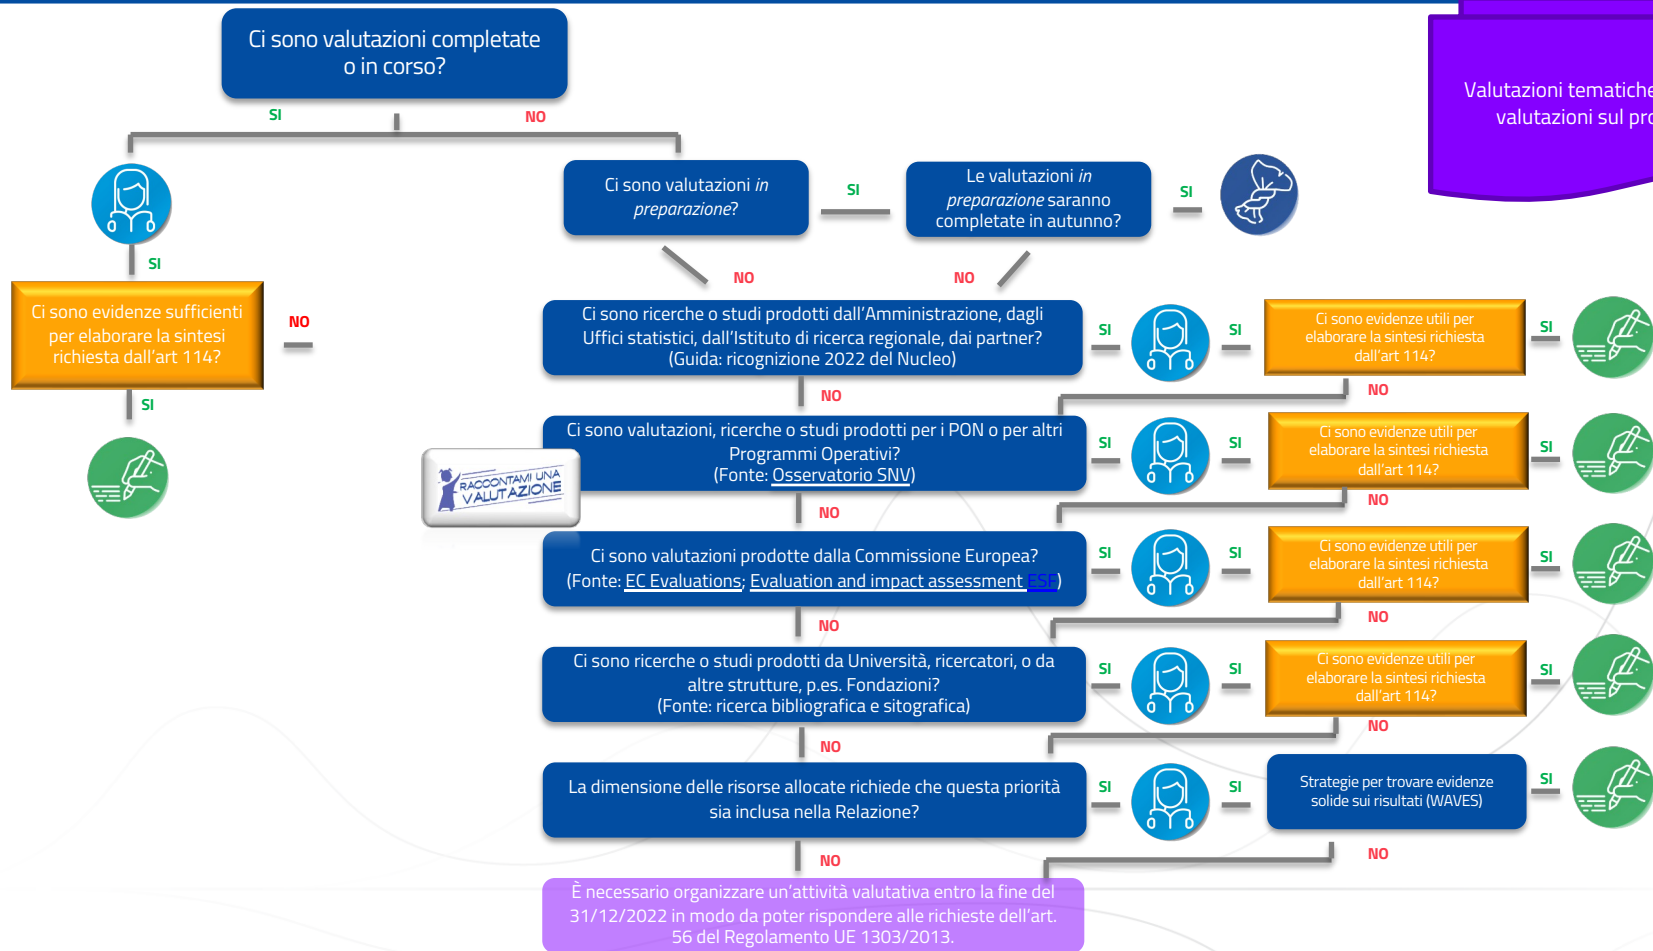 Ci sono valutazioni completate
o in corso?
Valutazioni tematiche
valutazioni sul
SI
NO
Ci sono valutazioni in
preparazione?
SI
Le valutazioni in
preparazione saranno
completate in autunno?
SI
SI
NO
NO
Ci sono evidenze sufficienti
per elaborare la sintesi
richiesta dall'art 114?
NO
SI
Ci sono ricerche o studi prodotti dall'Amministrazione, dagli
Uffici statistici, dall'Istituto di ricerca regionale, dai partner?
(Guida: ricognizione 2022 del Nucleo)
SI
SI
Ci sono evidenze utili per
elaborare la sintesi richiesta
dall'art 114?
SI
NO
NO
Ci sono valutazioni, ricerche o studi prodotti per i PON o per altri
Programmi Operativi?
(Fonte: Osservatorio SNV)
SI
SI
Ci sono evidenze utili per
elaborare la sintesi richiesta
dall'art 114?
SI
RACCONTAMI UNA
VALUTAZIONE
NO
NO
Ci sono valutazioni prodotte dalla Commissione Europea?
(Fonte: EC Evaluations; Evaluation and impact assessment ESF)
SI
SI
Ci sono evidenze utili per
elaborare la sintesi richiesta
dall'art 114?
SI
NO
NO
Ci sono ricerche o studi prodotti da Università, ricercatori, o da
altre strutture, p.es. Fondazioni?
(Fonte: ricerca bibliografica e sitografica)
SI
SI
Ci sono evidenze utili per
elaborare la sintesi richiesta
dall'art 114?
SI
NO
NO
La dimensione delle risorse allocate richiede che questa priorità
sia inclusa nella Relazione?
SI
SI
Strategie per trovare evidenze
solide sui risultati (WAVES)
SI
NO
NO
È necessario organizzare un'attività valutativa entro la fine del
31/12/2022 in modo da poter rispondere alle richieste dell'art.
56 del Regolamento UE 1303/2013.